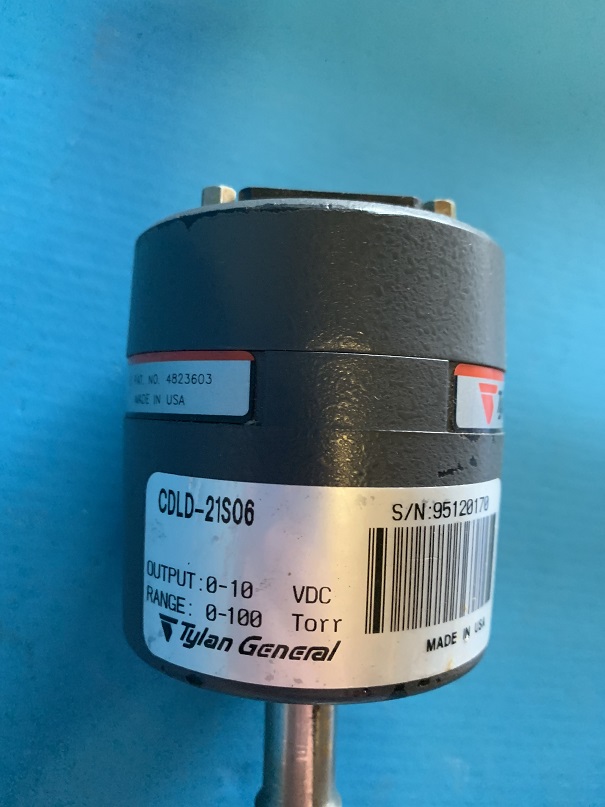 PAT. NO. 4823603
MADE IN USA
CDLD-21S06
S/N:95120170
OUTPUT:0-10 VDC
RANGE: 0-100 Torr
Tylan General
MADE IN USA